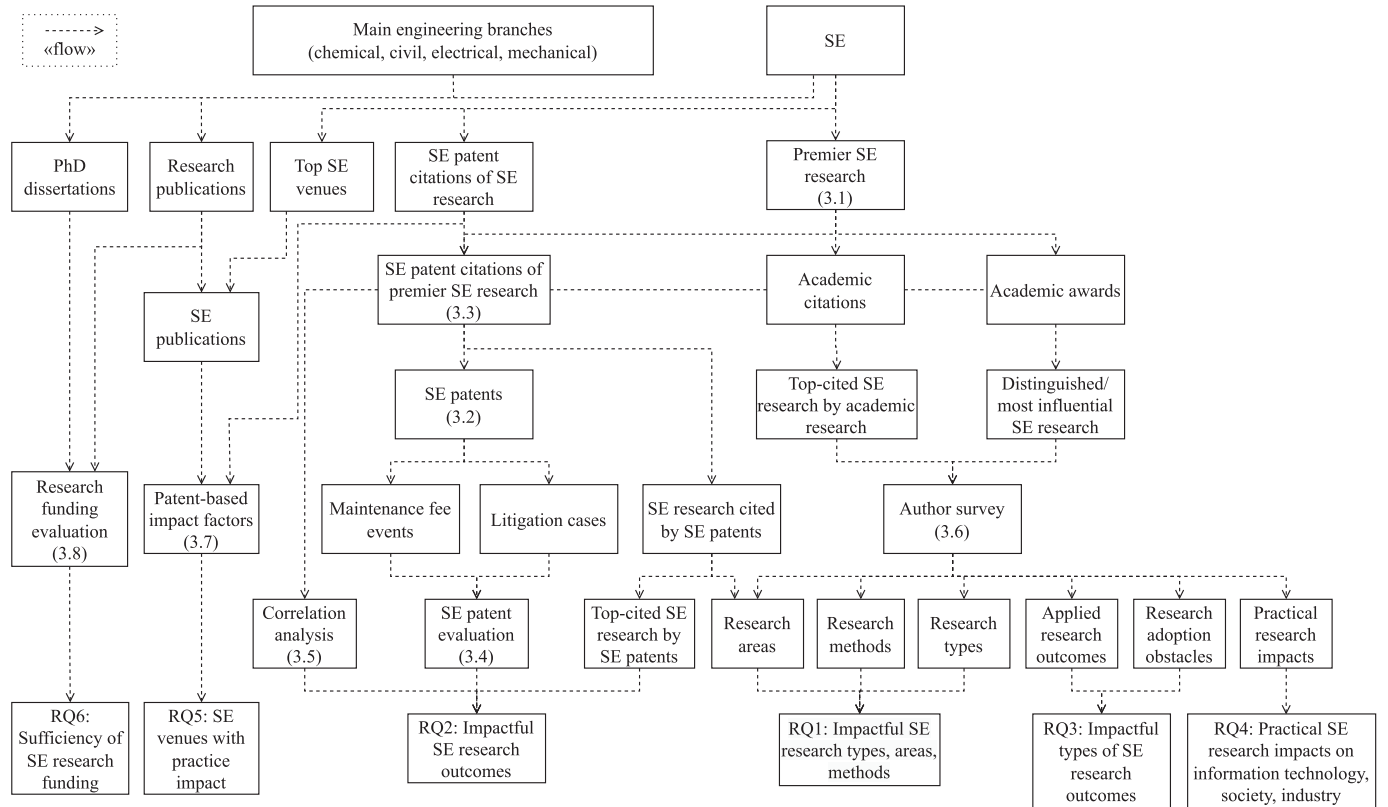 «flow»
Main engineering branches
(chemical, civil, electrical, mechanical)
SE
PhD
dissertations
Research
publications
Top SE
venues
SE patent
citations of SE
research
Premier SE
research
(3.1)
SE patent citations of
premier SE research
(3.3)
Academic
citations
Academic awards
SE
publications
SE patents
(3.2)
Top-cited SE
research by academic
research
Distinguished/
most influential
SE research
Research
funding
evaluation
(3.8)
Patent-based
impact factors
(3.7)
Maintenance fee
events
Litigation cases
SE research cited
by SE patents
Author survey
(3.6)
Correlation
analysis
(3.5)
SE patent
evaluation
(3.4)
Top-cited SE
research by
SE patents
Research
areas
Research
methods
Research
types
Applied
research
outcomes
Research
adoption
obstacles
Practical
research
impacts
RQ6:
Sufficiency of
SE research
funding
RQ5: SE
venues with
practice
impact
RQ2: Impactful
SE research
outcomes
RQ1: Impactful SE
research types, areas,
methods
RQ3: Impactful
types of SE
research
outcomes
RQ4: Practical SE
research impacts on
information technology,
society, industry